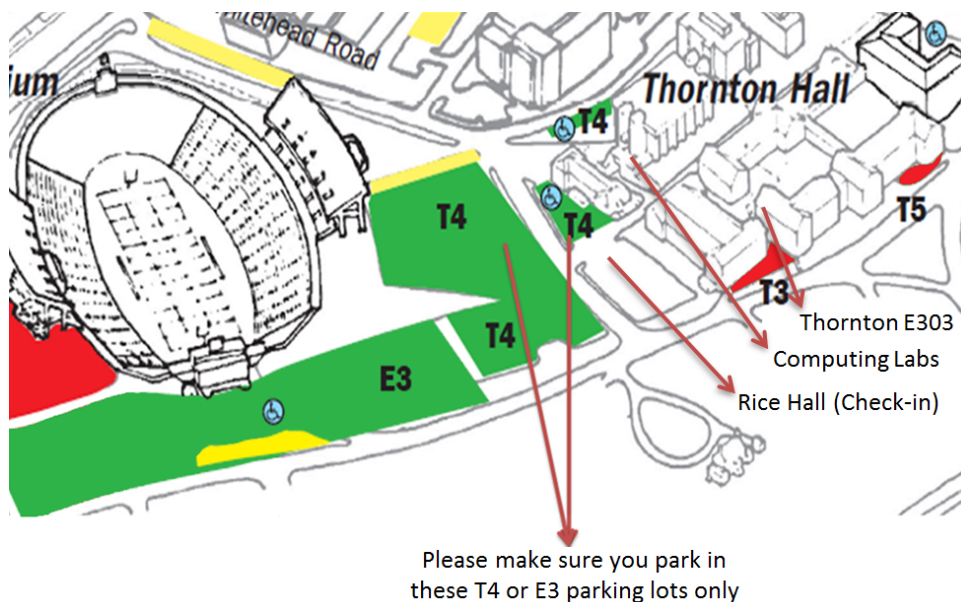 Whitehead Road
ium
Thornton Hall
T4
T4
T4
T5
T3
T4
E3
Thornton E303
Computing Labs
Rice Hall (Check-in)
Please make sure you park in
these T4 or E3 parking lots only